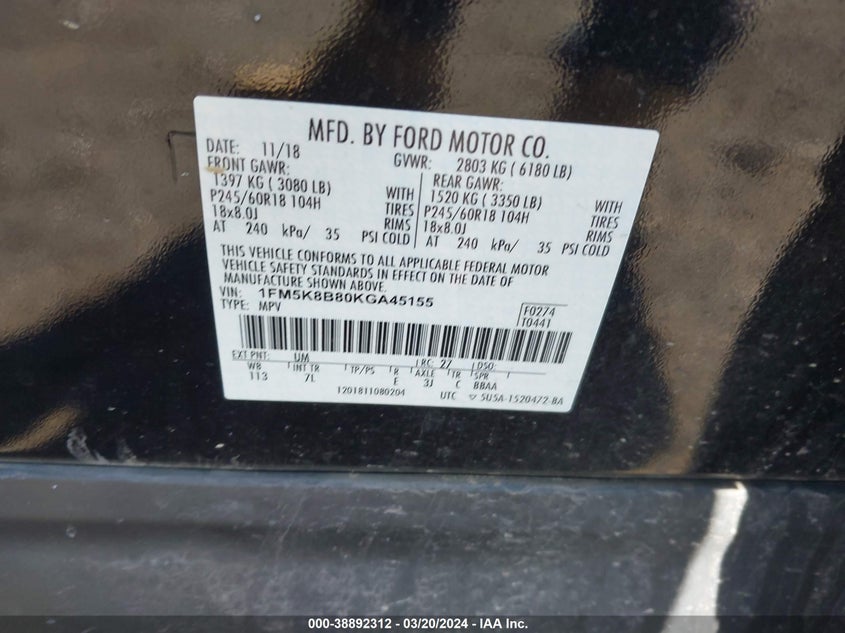 MFD. BY FORD MOTOR CO.
DATE: 11/18 GVWR: 2803 KG ( 6180 LB)
FRONT GAWR: REAR GAWR:
1397 KG ( 3080 LB) WITH 1520 KG ( 3350 LB) WITH
P245/60R18 104H TIRES P245/60R18 104H TIRES
18x8.0J RIMS 18x8.0J RIMS
AT 240 kPa/ 35 PSI COLD AT 240 kPa/ 35 PSI COLD
THIS VEHICLE CONFORMS TO ALL APPLICABLE FEDERAL MOTOR
VEHICLE SAFETY STANDARDS IN EFFECT ON THE DATE OF
MANUFACTURE SHOWN ABOVE.
VIN: 1FM5K8B80KGA45155
TYPE: MPV F0274
T0441
EXT PNT: UM RC: 27 DSO:
WB INT TR TP/PS R AXLE TR SPR
113 7L E 3J C BBAA
1201811080204 UTC ▽ 5U5A-1520472-BA
000-38892312 - 03/20/2024 - IAA Inc.